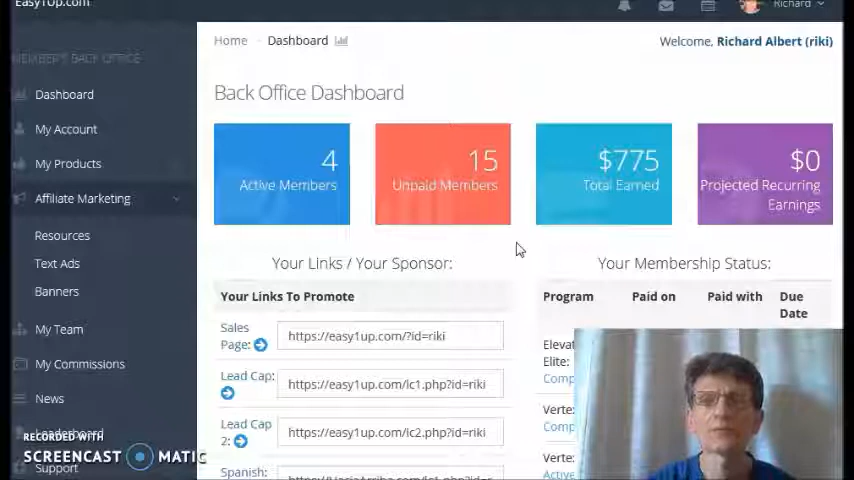 Easy1Up.com
Richard
MEMBER'S BACK OFFICE
Home - Dashboard
Welcome, Richard Albert (riki)
Dashboard
My Account
My Products
Affiliate Marketing
Resources
Text Ads
Banners
My Team
My Commissions
News
Leaderboard
Support
Back Office Dashboard
4
Active Members
15
Unpaid Members
$775
Total Earned
$0
Projected Recurring
Earnings
Your Links / Your Sponsor:
Your Links To Promote
Sales
Page:
https://easy1up.com/?id=riki
Lead Cap:
https://easy1up.com/lc1.php?id=riki
Lead Cap
2:
https://easy1up.com/lc2.php?id=riki
Spanish:
Your Membership Status:
Program Paid on Paid with Due
Date
Elevat
Elite:
Comp
Verte
Comp
Verte
Active
RECORDED WITH
SCREENCAST MATIC